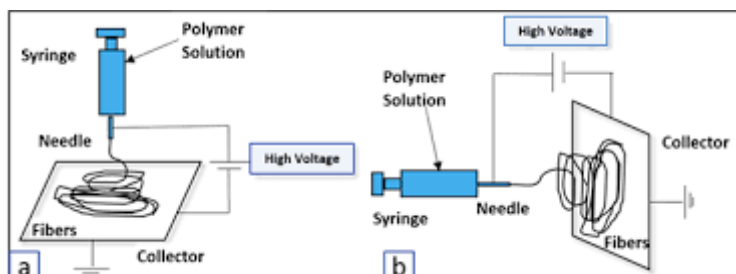 Polymer
Solution
Syringe
Needle
High Voltage
Fibers
Collector
a
High Voltage
Polymer
Solution
Collector
Syringe
Needle
Fibers
b